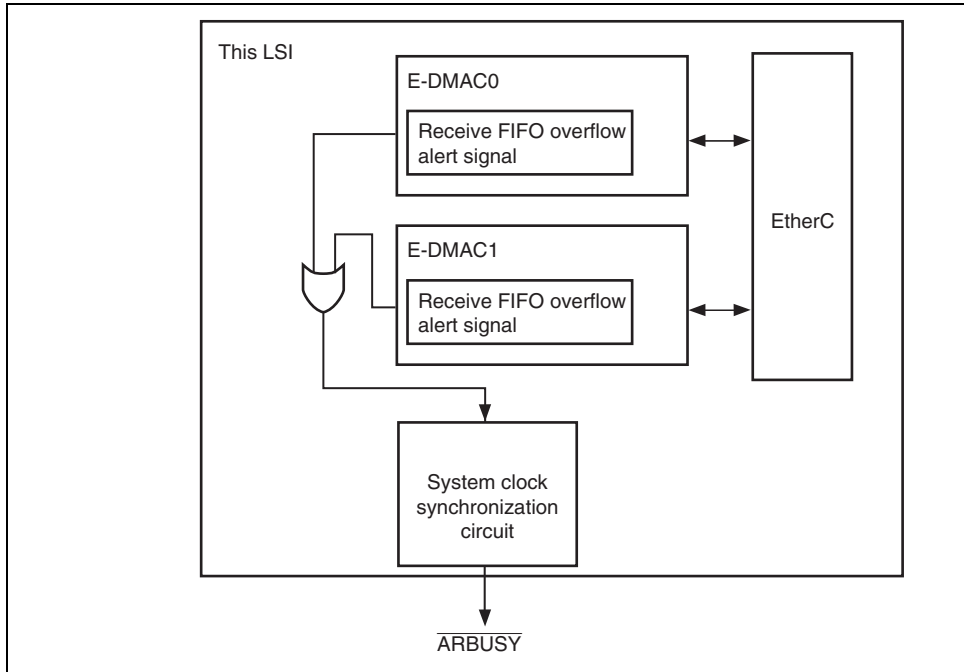 This LSI
E-DMAC0
Receive FIFO overflow
alert signal
EtherC
E-DMAC1
Receive FIFO overflow
alert signal
System clock
synchronization
circuit
A̅R̅B̅U̅S̅Y̅